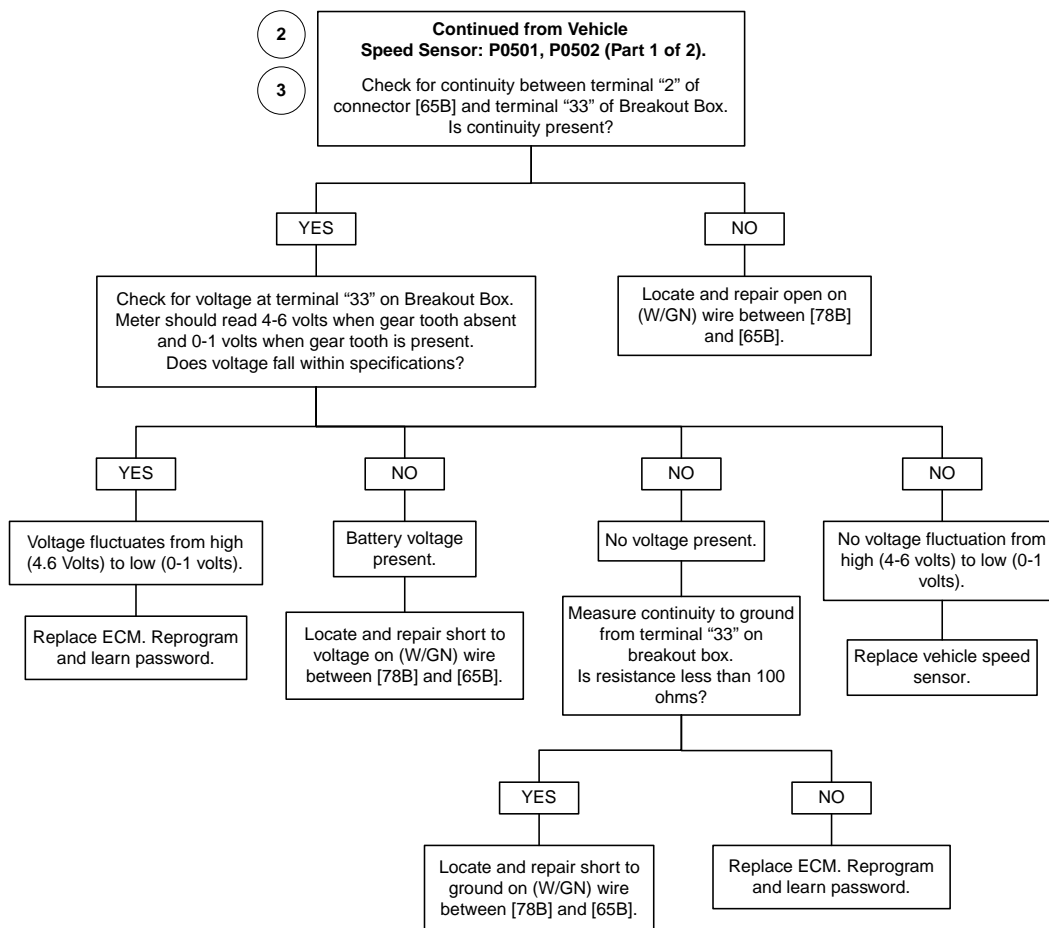 2
Continued from Vehicle
Speed Sensor: P0501, P0502 (Part 1 of 2).
3
Check for continuity between terminal “2” of
connector [65B] and terminal “33” of Breakout Box.
Is continuity present?
YES
NO
Check for voltage at terminal “33” on Breakout Box.
Meter should read 4-6 volts when gear tooth absent
and 0-1 volts when gear tooth is present.
Does voltage fall within specifications?
Locate and repair open on
(W/GN) wire between [78B]
and [65B].
YES
NO
NO
NO
Voltage fluctuates from high
(4.6 Volts) to low (0-1 volts).
Battery voltage
present.
No voltage present.
No voltage fluctuation from
high (4-6 volts) to low (0-1
volts).
Replace ECM. Reprogram
and learn password.
Locate and repair short to
voltage on (W/GN) wire
between [78B] and [65B].
Measure continuity to ground
from terminal “33” on
breakout box.
Is resistance less than 100
ohms?
Replace vehicle speed
sensor.
YES
NO
Locate and repair short to
ground on (W/GN) wire
between [78B] and [65B].
Replace ECM. Reprogram
and learn password.